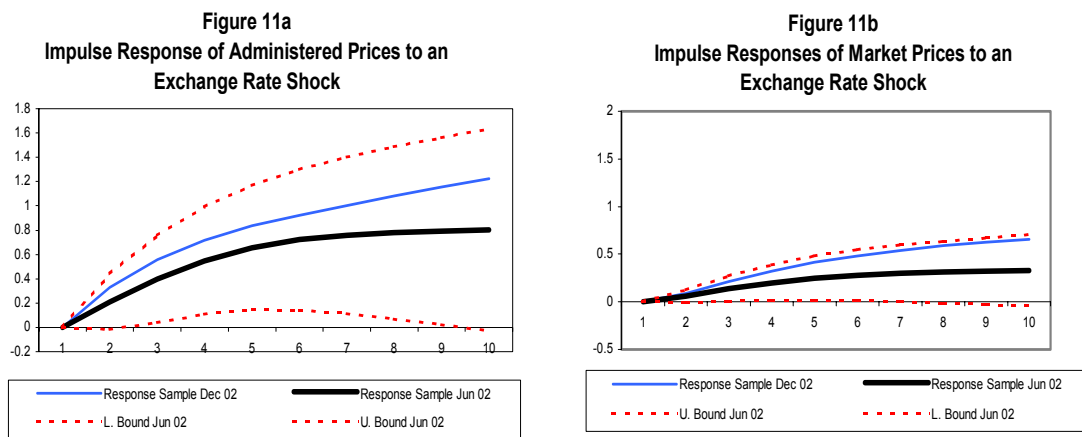 Figure 11a
Impulse Response of Administered Prices to an
Exchange Rate Shock
1.8
1.6
1.4
1.2
1
0.8
0.6
0.4
0.2
0
-0.2
1 2 3 4 5 6 7 8 9 10
Response Sample Dec 02 Response Sample Jun 02
L. Bound Jun 02 U. Bound Jun 02
Figure 11b
Impulse Responses of Market Prices to an
Exchange Rate Shock
2
1.5
1
0.5
0
-0.5
1 2 3 4 5 6 7 8 9 10
Response Sample Dec 02 Response Sample Jun 02
U. Bound Jun 02 L. Bound Jun 02